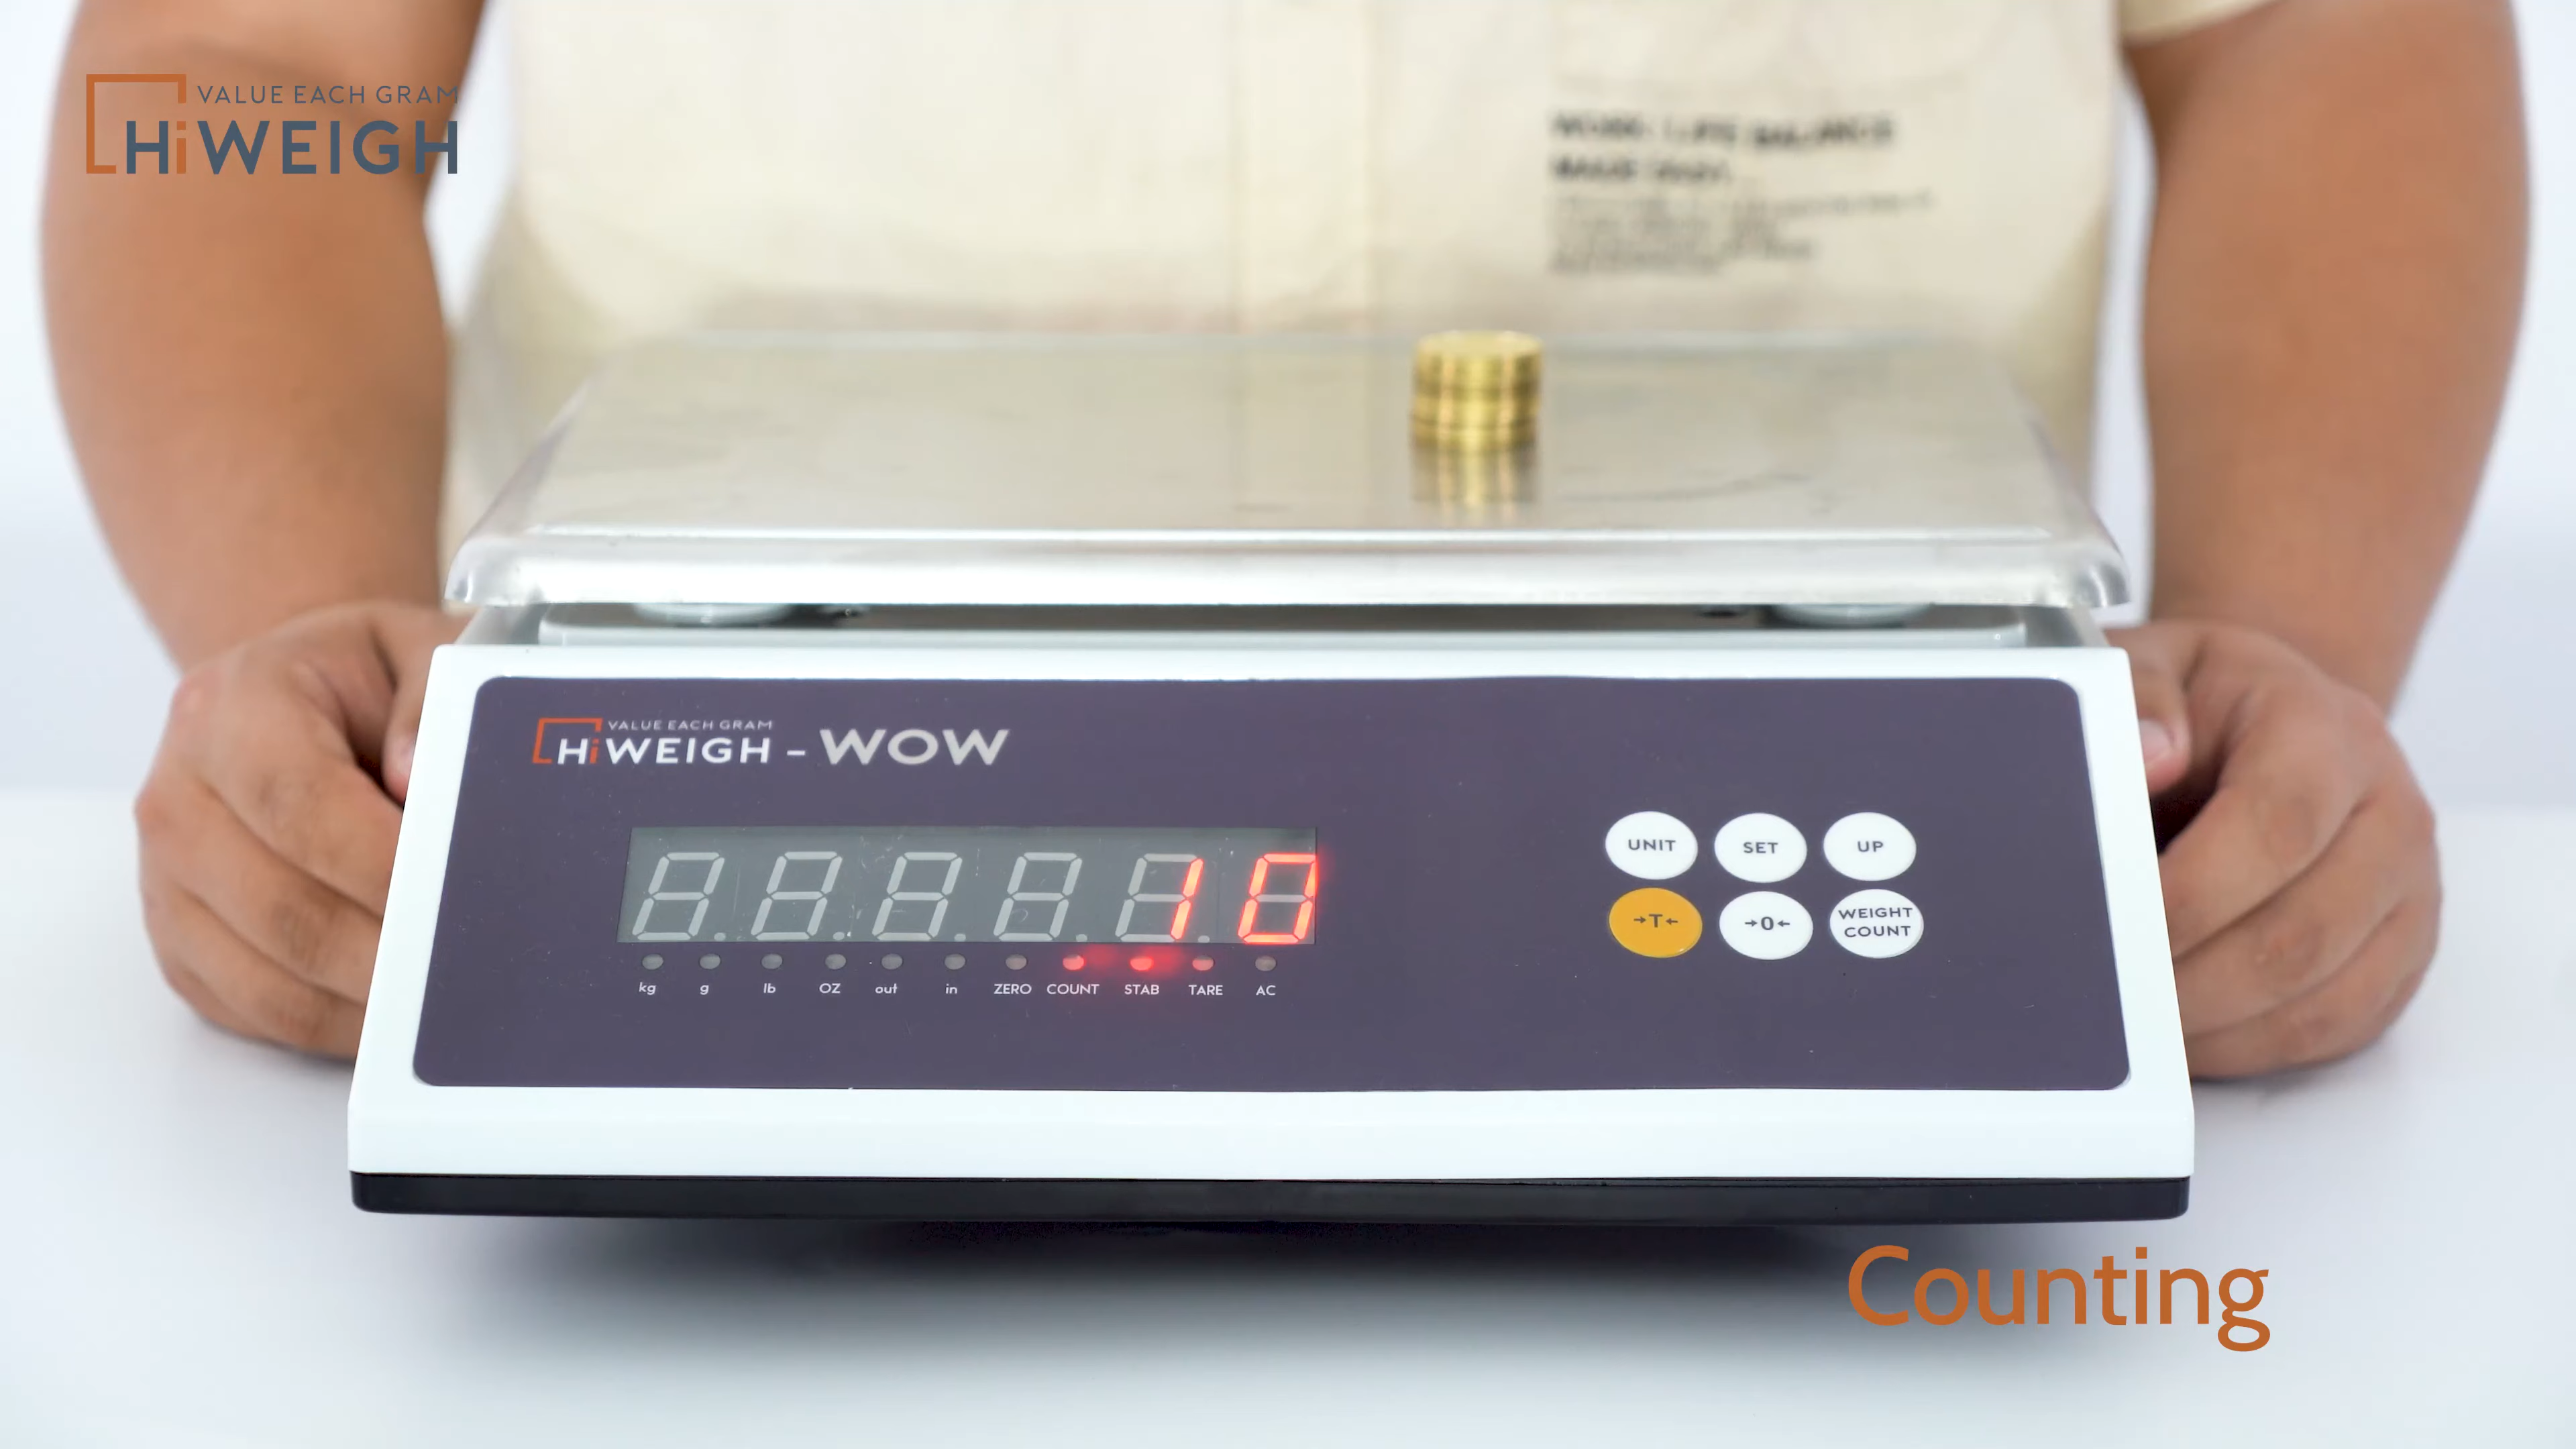 VALUE EACH GRAM
HiWEIGH
VALUE EACH GRAM
HiWEIGH - WOW
10
kg g lb OZ out in ZERO COUNT STAB TARE AC
UNIT SET UP
→T← →0← WEIGHT COUNT
Counting